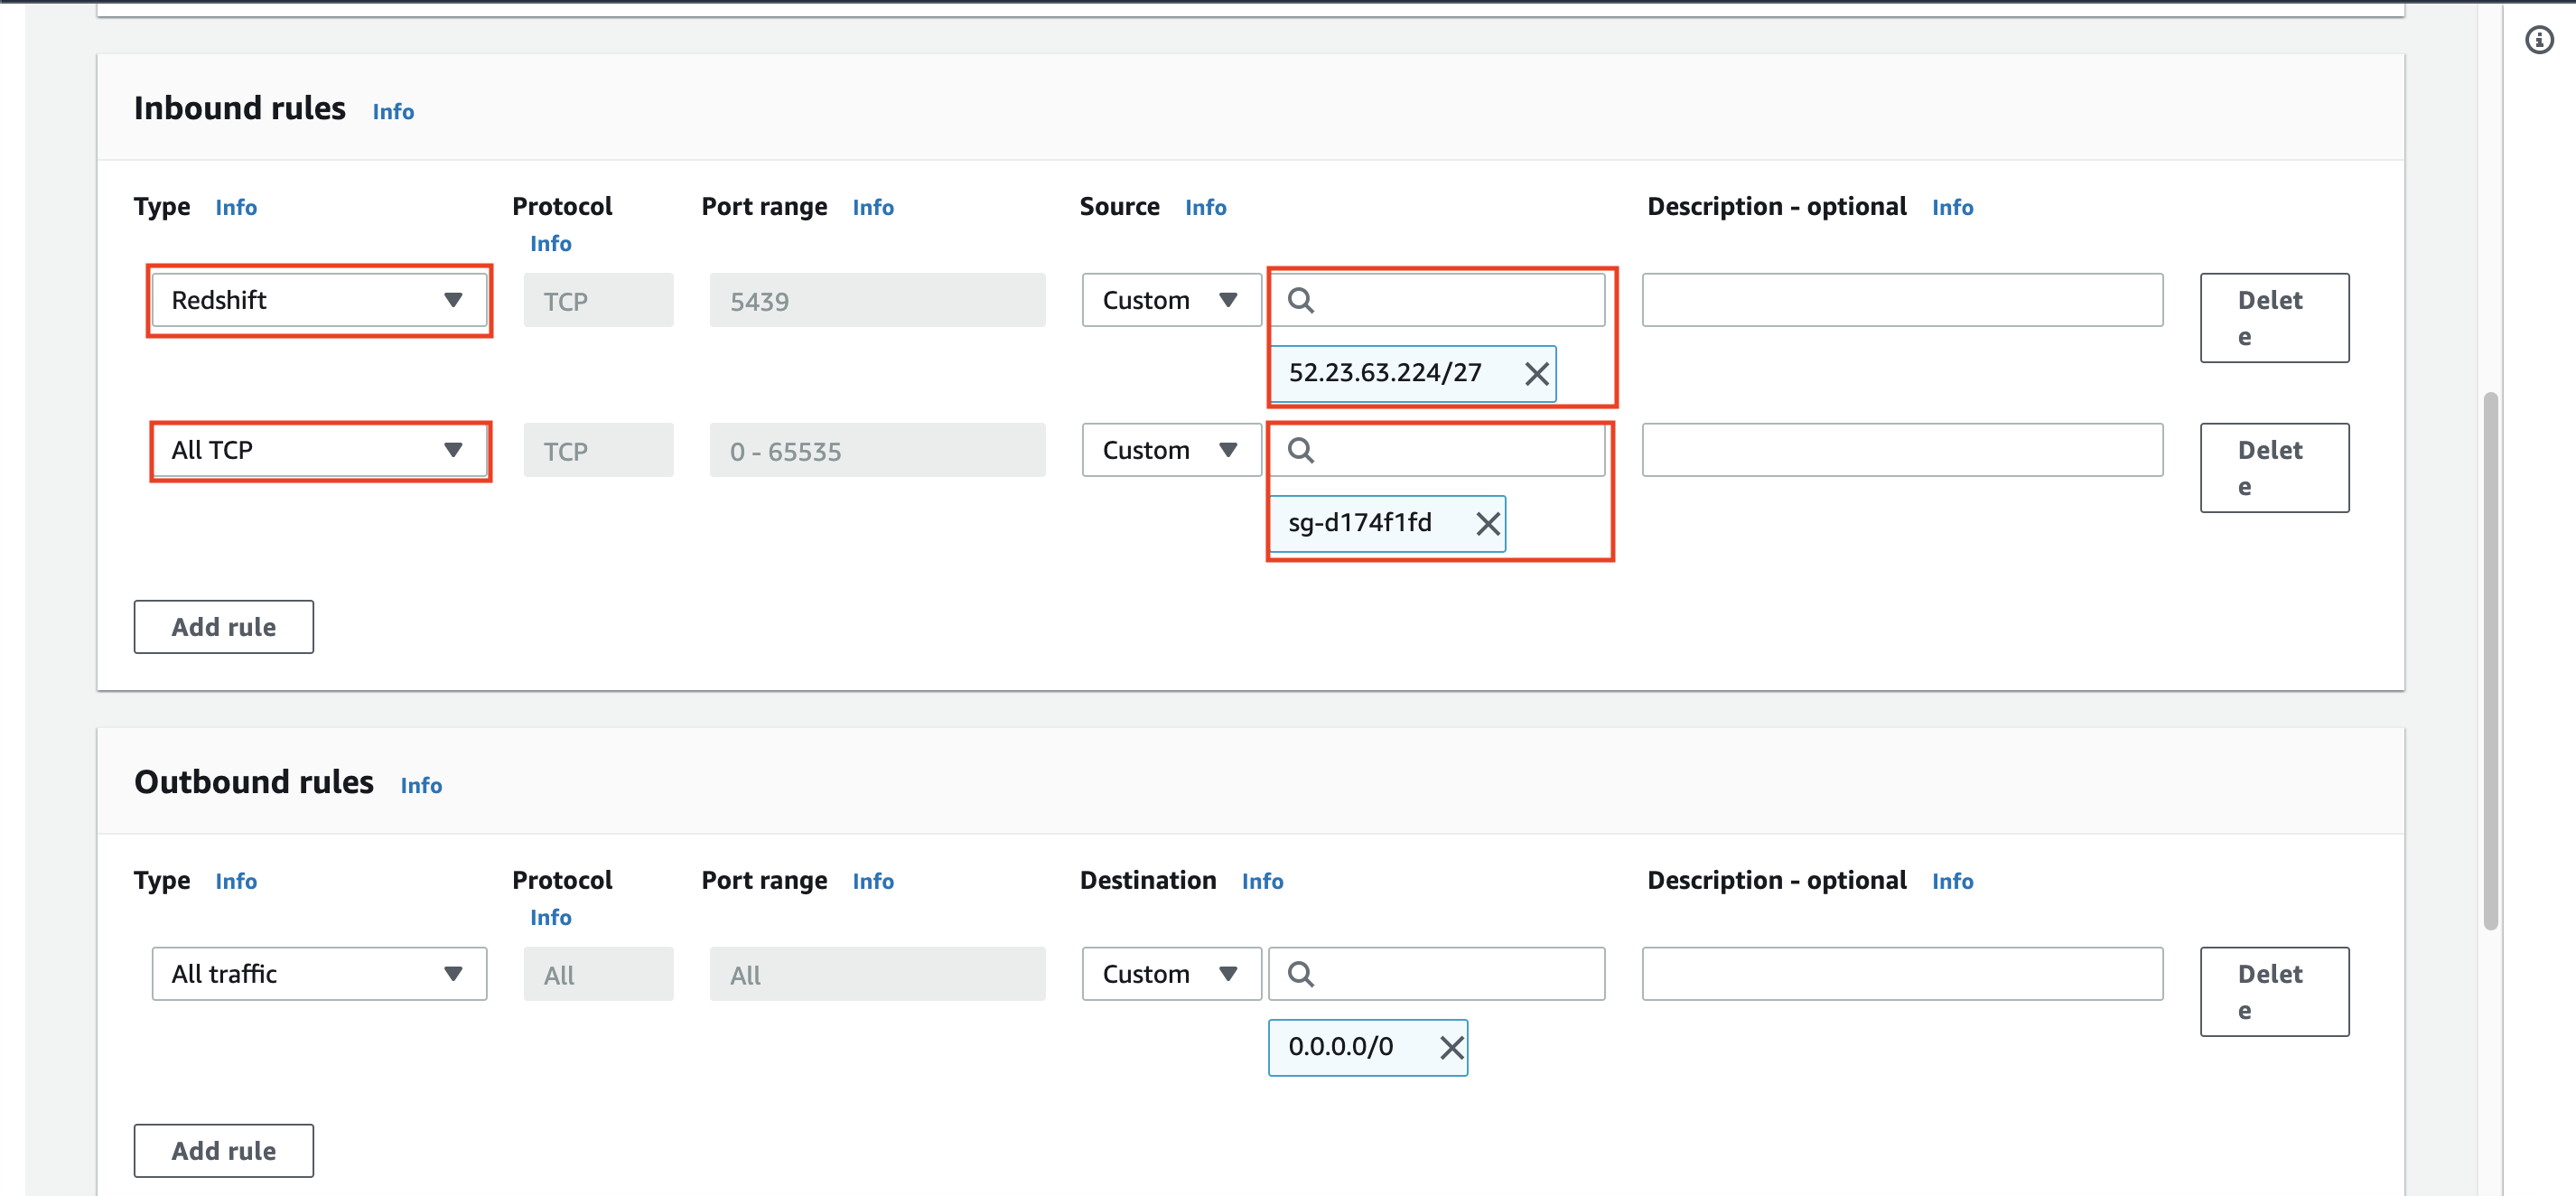 Inbound rules Info
Type Info Protocol Info Port range Info Source Info Description - optional Info
Redshift TCP 5439 Custom Delete
52.23.63.224/27
All TCP TCP 0 - 65535 Custom Delete
sg-d174f1fd
Add rule
Outbound rules Info
Type Info Protocol Info Port range Info Destination Info Description - optional Info
All traffic All All Custom Delete
0.0.0.0/0
Add rule